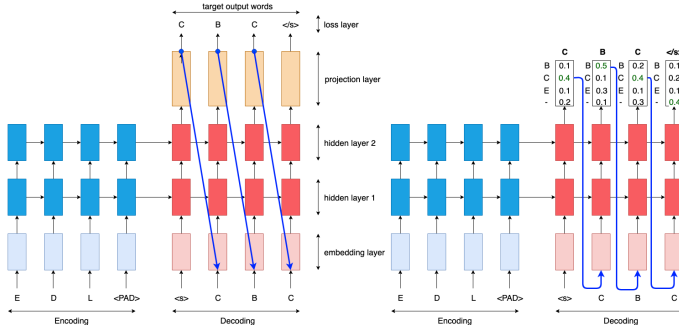 target output words
C B C </s>
loss layer
projection layer
hidden layer 2
hidden layer 1
embedding layer
E D L <PAD> <s> C B C
Encoding Decoding
C B C </s>
B 0.1 B 0.5 B 0.2 B 0.1
C 0.4 C 0.1 C 0.4 C 0.2
E 0.1 E 0.3 E 0.1 E 0.1
- 0.2 - 0.1 - 0.3 - 0.4
E D L <PAD> <s> C B C
Encoding Decoding